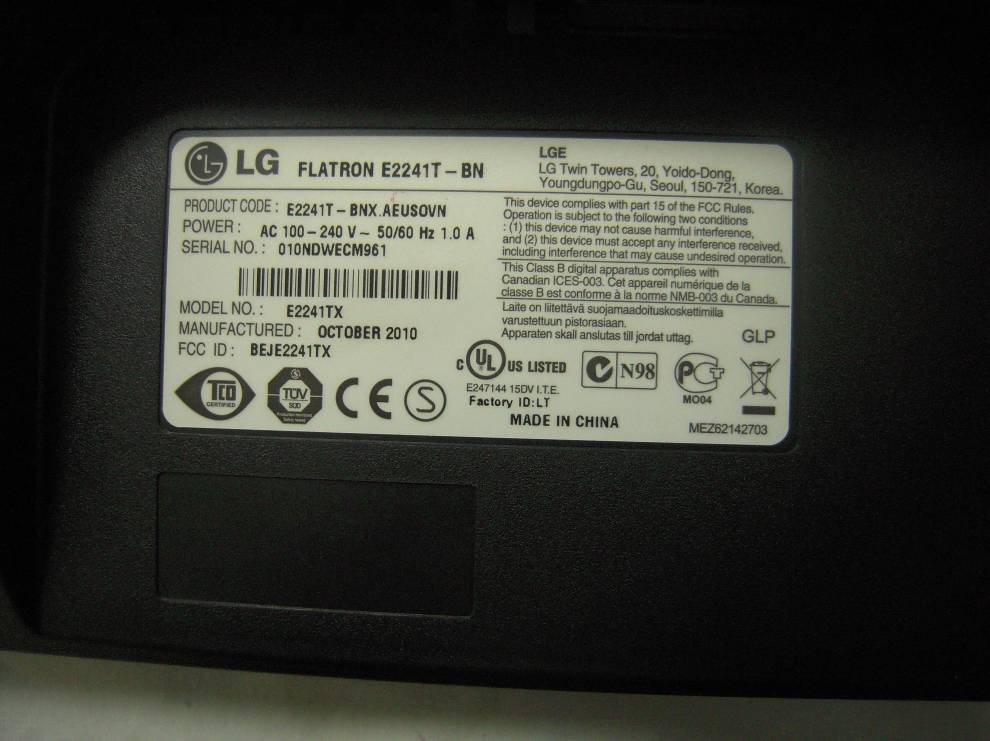 LG FLATRON E2241T-BN
LGE
LG Twin Towers, 20, Yoido-Dong,
Youngdungpo-Gu, Seoul, 150-721, Korea.
PRODUCT CODE : E2241T-BNX.AEUSOVN
POWER : AC 100-240 V~ 50/60 Hz 1.0 A
SERIAL NO. : 010NDWECM961
MODEL NO. : E2241TX
MANUFACTURED : OCTOBER 2010
FCC ID : BEJE2241TX
This device complies with part 15 of the FCC Rules.
Operation is subject to the following two conditions
: (1) this device may not cause harmful interference,
and (2) this device must accept any interference received,
including interference that may cause undesired operation.
This Class B digital apparatus complies with
Canadian ICES-003. Cet appareil numérique de la
classe B est conforme à la norme NMB-003 du Canada.
Laite on liitettävä suojamaadoituskoskettimilla
varustettuun pistorasiaan.
Apparaten skall anslutas till jordat uttag.
GLP
TCO
CERTIFIED
TÜV
SÜD
CE
S
C UL US LISTED
E247144 15DV I.T.E.
Factory ID:LT
N98
PCT
MO04
MADE IN CHINA
MEZ62142703